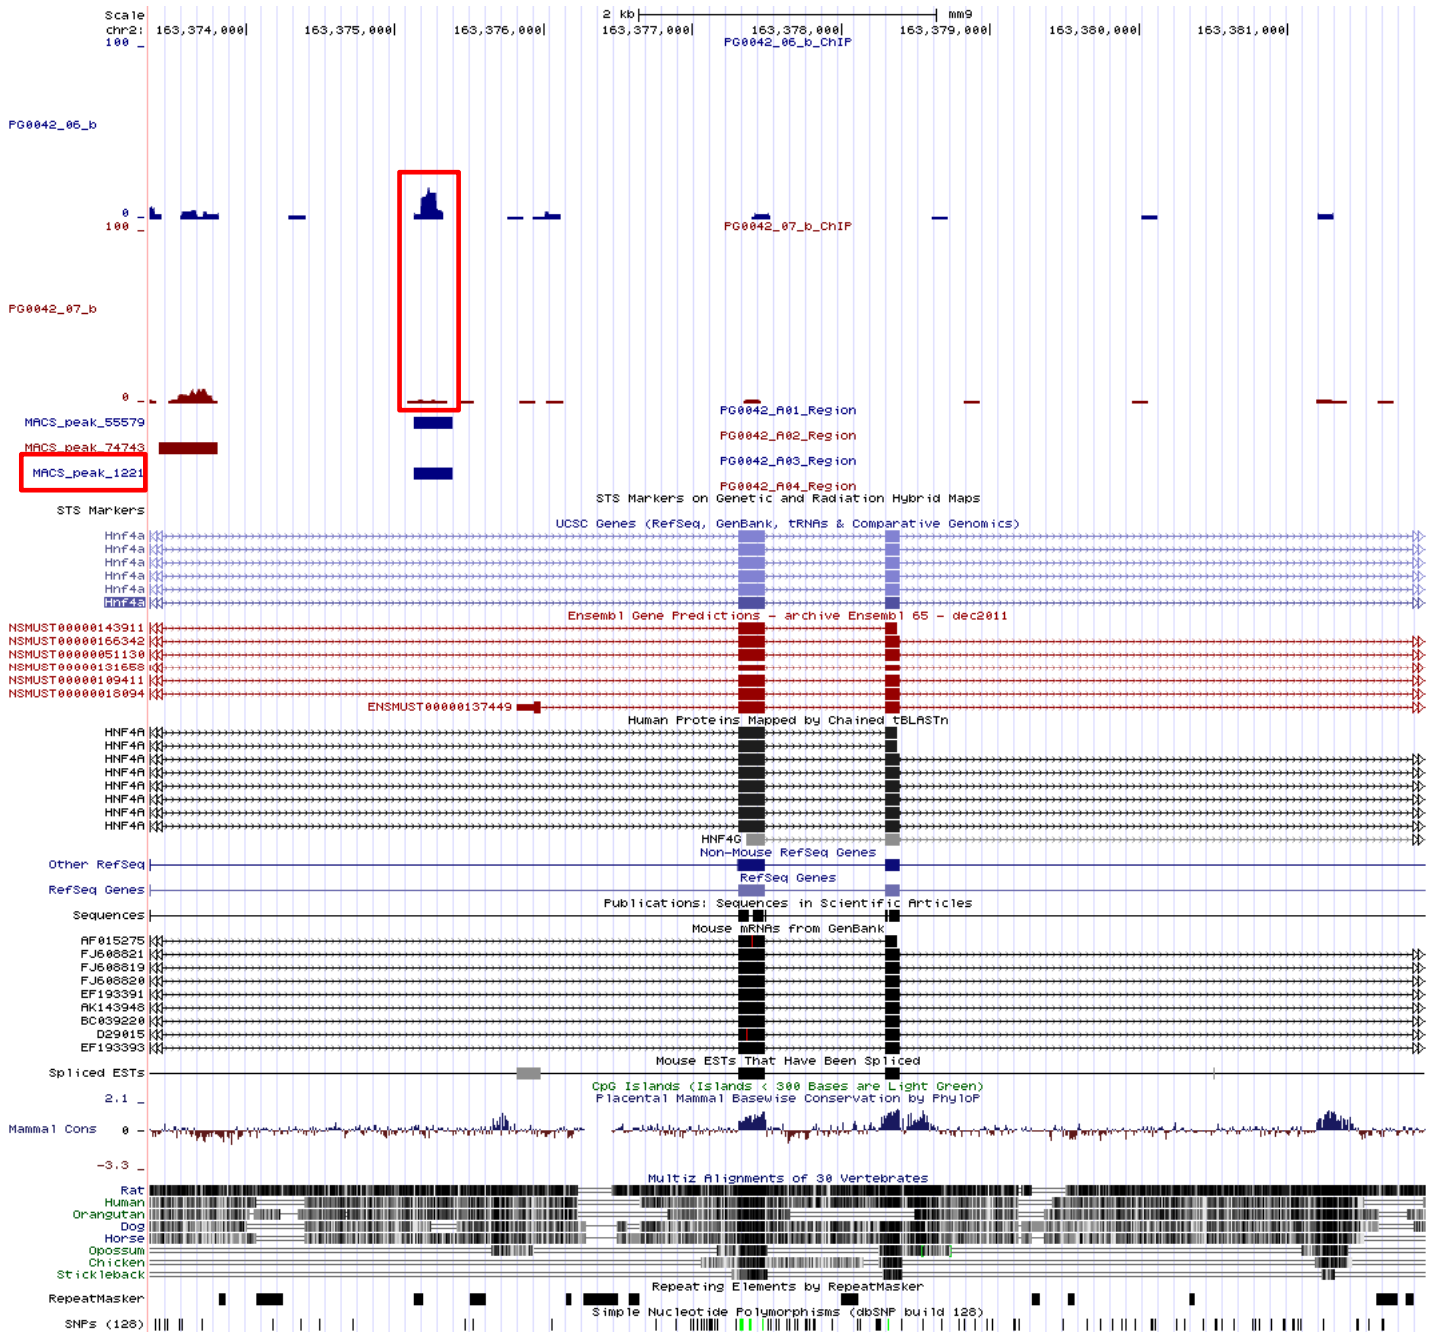 Scale 2 kb mm9
chr2: 163,374,000 163,375,000 163,376,000 163,377,000 163,378,000 163,379,000 163,380,000 163,381,000
100 _ PG0042_06_b_ChIP
PG0042_06_b
0 _
100 _ PG0042_07_b_ChIP
PG0042_07_b
0 _
PG0042_A01_Region
MACS_peak_55579
PG0042_A02_Region
MACS_peak_74743
PG0042_A03_Region
MACS_peak_1221
PG0042_A04_Region
STS Markers on Genetic and Radiation Hybrid Maps
STS Markers
UCSC Genes (RefSeq, GenBank, tRNAs & Comparative Genomics)
Hnf4a
Hnf4a
Hnf4a
Hnf4a
Hnf4a
Hnf4a
Ensembl Gene Predictions - archive Ensembl 65 - dec2011
NSMUST00000143911
NSMUST00000166342
NSMUST00000051130
NSMUST00000131658
NSMUST00000109411
NSMUST00000018094
ENSMUST00000137449
Human Proteins Mapped by Chained tBLASTn
HNF4A
HNF4A
HNF4A
HNF4A
HNF4A
HNF4A
HNF4A
HNF4A
HNF4G
Non-Mouse RefSeq Genes
Other RefSeq
RefSeq Genes
RefSeq Genes
Publications: Sequences in Scientific Articles
Sequences
Mouse mRNAs from GenBank
AF015275
FJ608821
FJ608819
FJ608820
EF193391
AK143948
BC039220
D29015
EF193393
Mouse ESTs That Have Been Spliced
Spliced ESTs
CpG Islands (Islands < 300 Bases are Light Green)
2.1 _ Placental Mammal Basewise Conservation by PhyloP
Mammal Cons 0 -
-3.3 _
Multiz Alignments of 30 Vertebrates
Rat
Human
Orangutan
Dog
Horse
Opossum
Chicken
Stickleback
Repeating Elements by RepeatMasker
RepeatMasker
Simple Nucleotide Polymorphisms (dbSNP build 128)
SNPs (128)